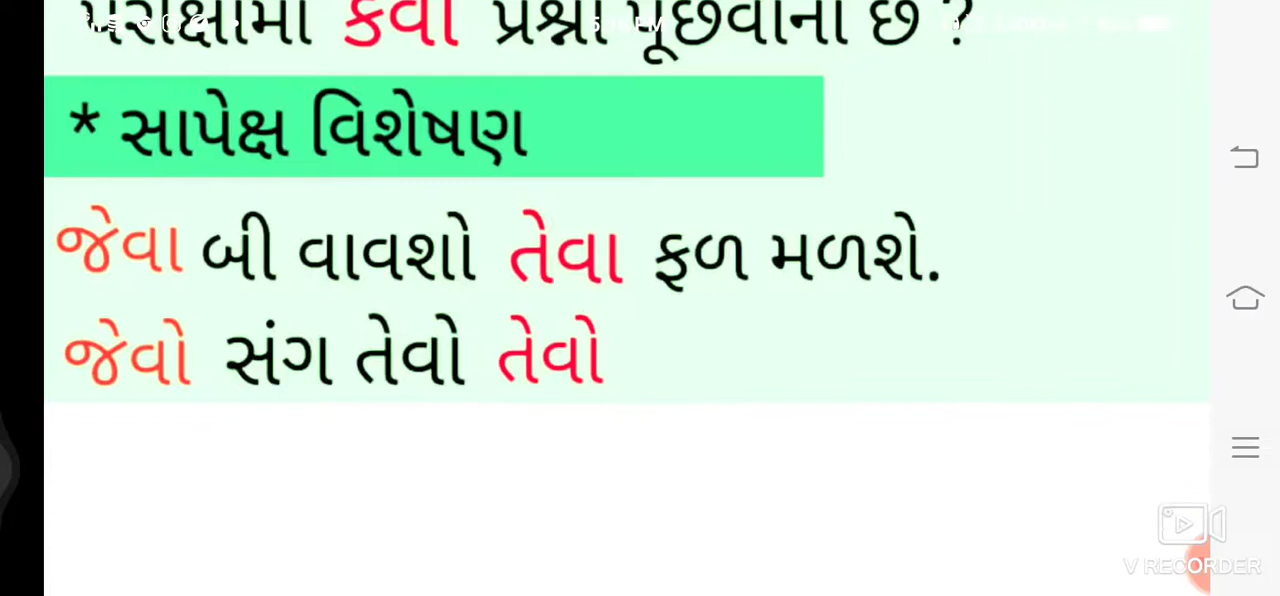 પરીક્ષામાં કેવા પ્રશ્નો પૂછવાના છે ?
* સાપેક્ષ વિશેષણ
જેવા બી વાવશો તેવા ફળ મળશે.
જેવો સંગ તેવો તેવો
V RECORDER